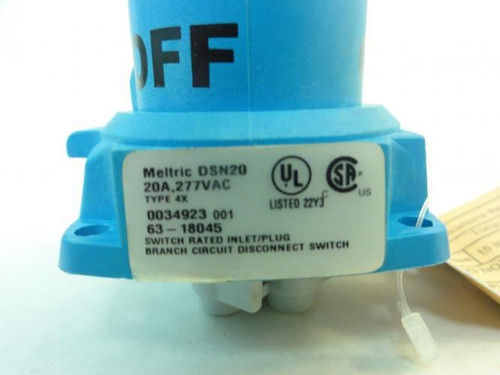 OFF
Meltric DSN20
20A,277VAC
TYPE 4X
0034923 001
63-18045
SWITCH RATED INLET/PLUG
BRANCH CIRCUIT DISCONNECT SWITCH
UL
LISTED 22Y3
C
SA
US